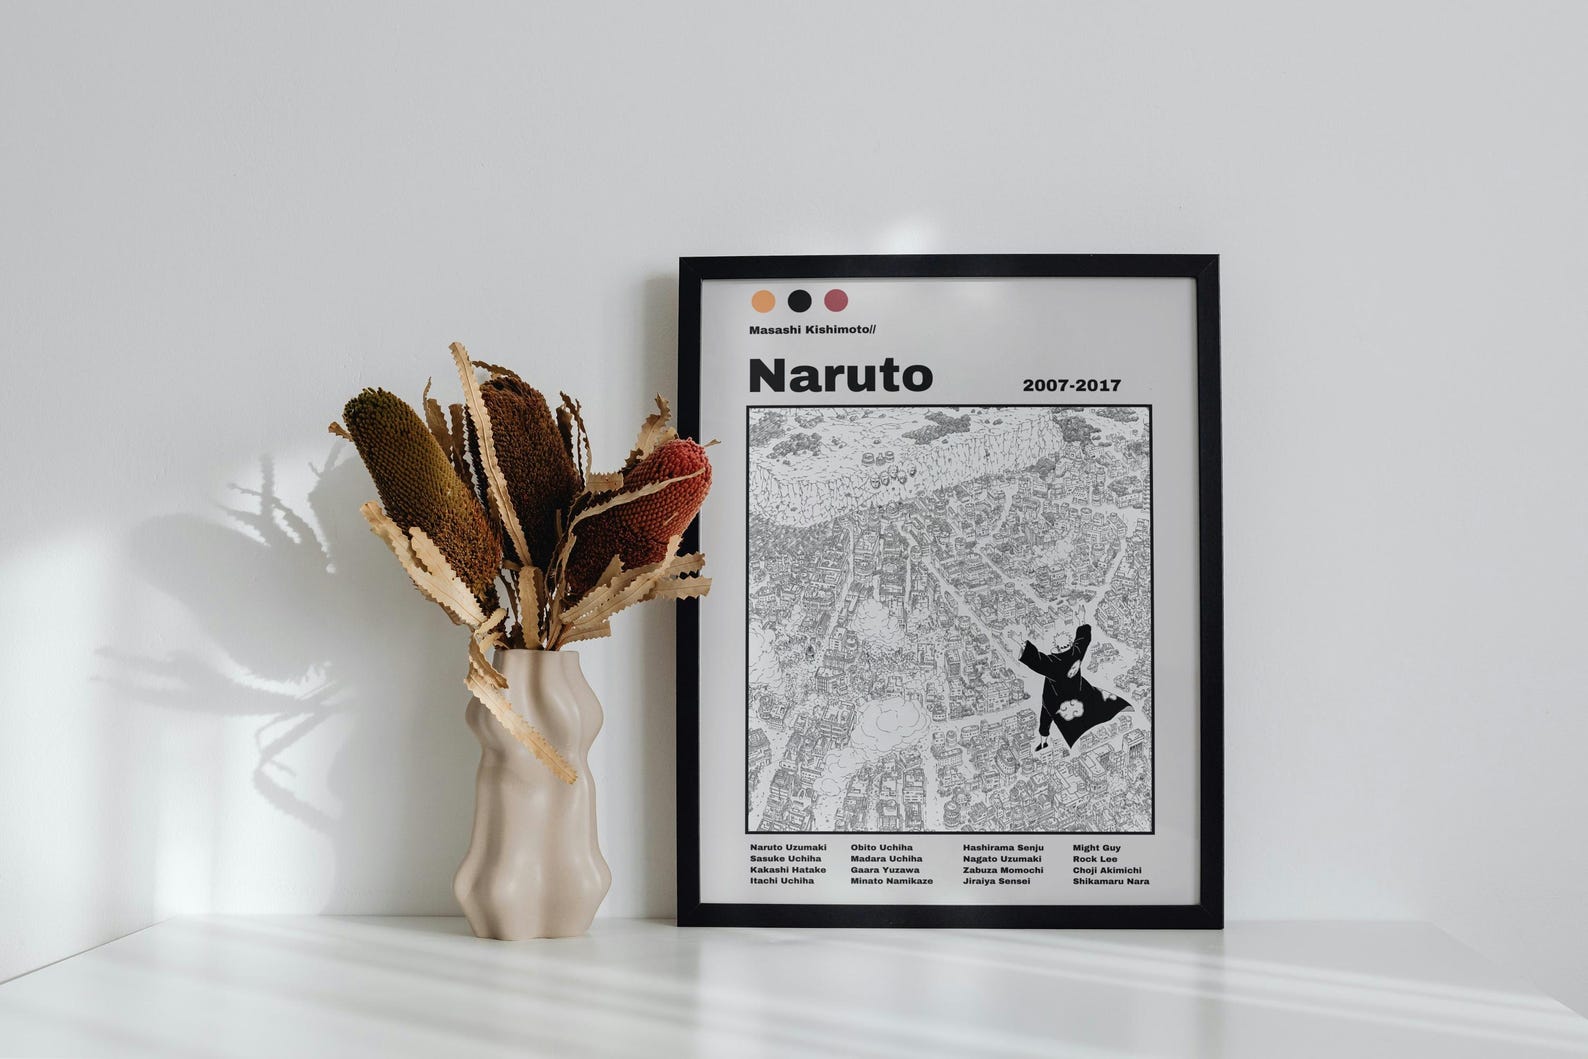 Masashi Kishimoto//
Naruto 2007-2017
Naruto Uzumaki Obito Uchiha Hashirama Senju Might Guy
Sasuke Uchiha Madara Uchiha Nagato Uzumaki Rock Lee
Kakashi Hatake Gaara Yuzawa Zabuza Momochi Choji Akimichi
Itachi Uchiha Minato Namikaze Jiraiya Sensei Shikamaru Nara